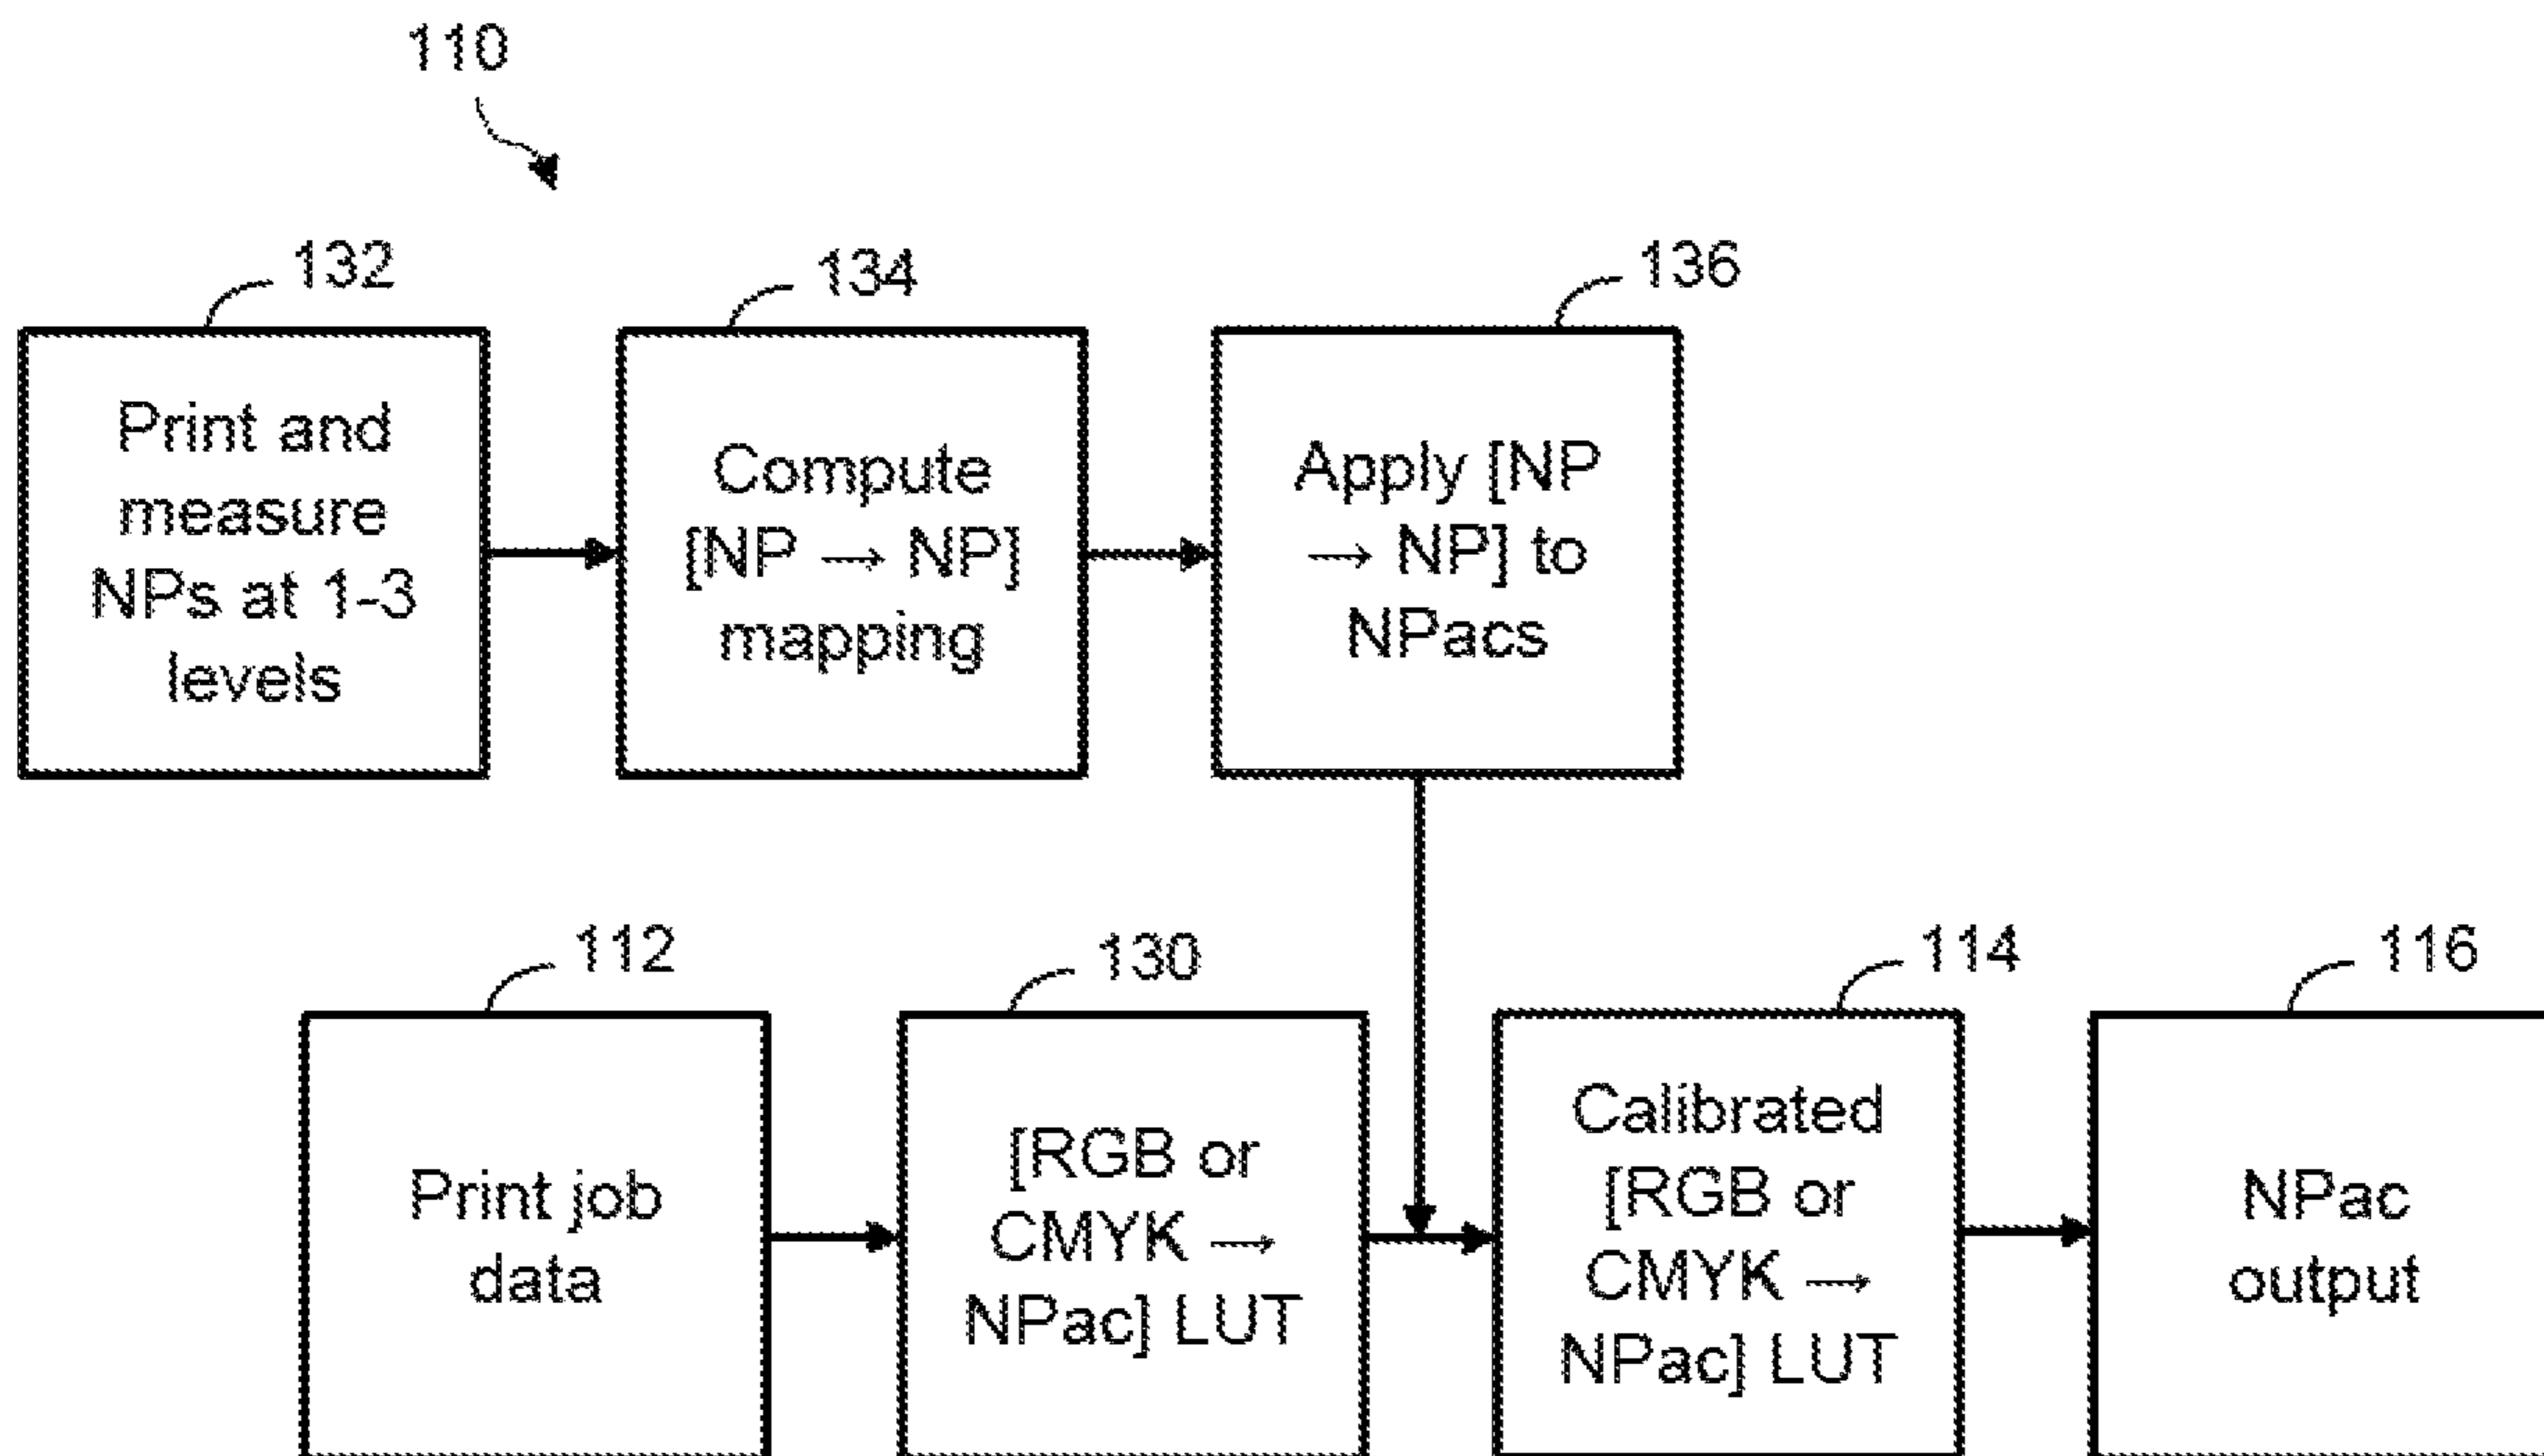 110
132
134
136
Print and
measure
NPs at 1-3
levels
Compute
[NP → NP]
mapping
Apply [NP
→ NP] to
NPacs
112
130
114
116
Print job
data
[RGB or
CMYK →
NPac] LUT
Calibrated
[RGB or
CMYK →
NPac] LUT
NPac
output